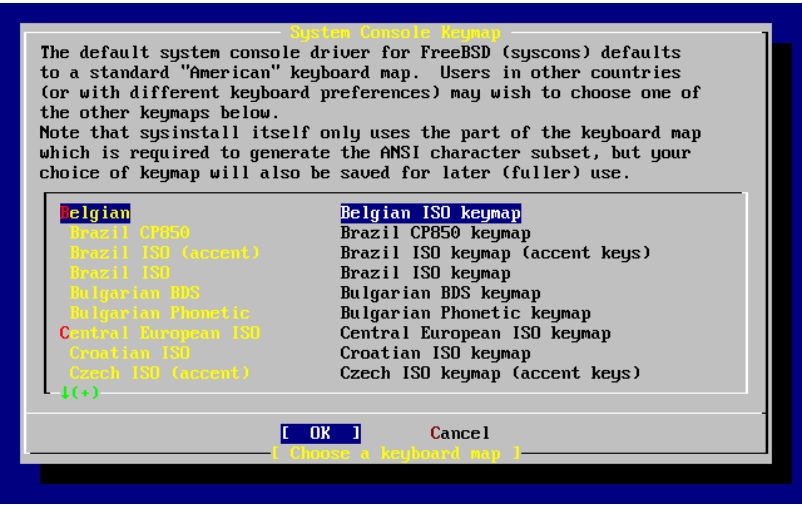 System Console Keymap
The default system console driver for FreeBSD (syscons) defaults
to a standard "American" keyboard map.  Users in other countries
(or with different keyboard preferences) may wish to choose one of
the other keymaps below.
Note that sysinstall itself only uses the part of the keyboard map
which is required to generate the ANSI character subset, but your
choice of keymap will also be saved for later (fuller) use.
Belgian Belgian ISO keymap
Brazil CP850 Brazil CP850 keymap
Brazil ISO (accent) Brazil ISO keymap (accent keys)
Brazil ISO Brazil ISO keymap
Bulgarian BDS Bulgarian BDS keymap
Bulgarian Phonetic Bulgarian Phonetic keymap
Central European ISO Central European ISO keymap
Croatian ISO Croatian ISO keymap
Czech ISO (accent) Czech ISO keymap (accent keys)
↓(+)
[ OK ] Cancel
[ Choose a keyboard map ]